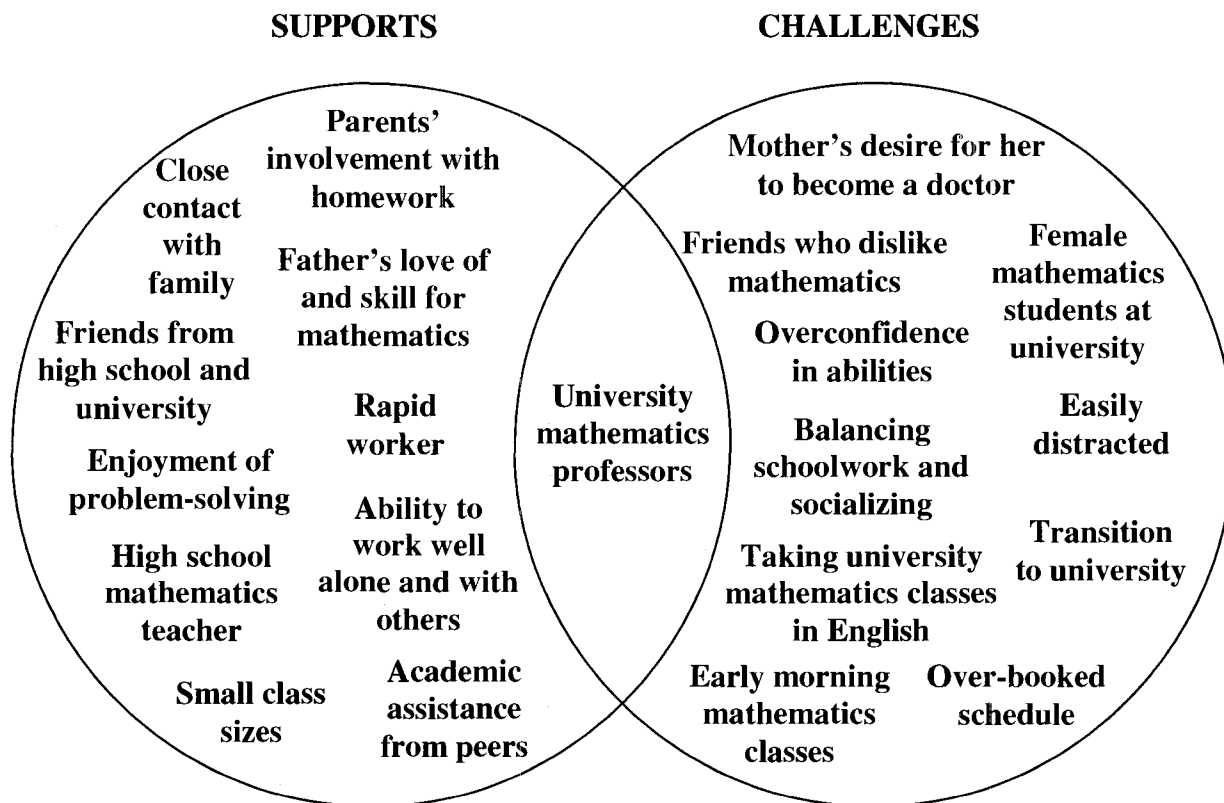 SUPPORTS
CHALLENGES
Parents’
involvement with
homework
Close
contact
with
family
Father’s love of
and skill for
mathematics
Friends from
high school and
university
Rapid
worker
Enjoyment of
problem-solving
Ability to
work well
alone and with
others
High school
mathematics
teacher
Small class
sizes
Academic
assistance
from peers
University
mathematics
professors
Mother’s desire for her
to become a doctor
Friends who dislike
mathematics
Female
mathematics
students at
university
Overconfidence
in abilities
Easily
distracted
Balancing
schoolwork and
socializing
Transition
to university
Taking university
mathematics classes
in English
Early morning
mathematics
classes
Over-booked
schedule